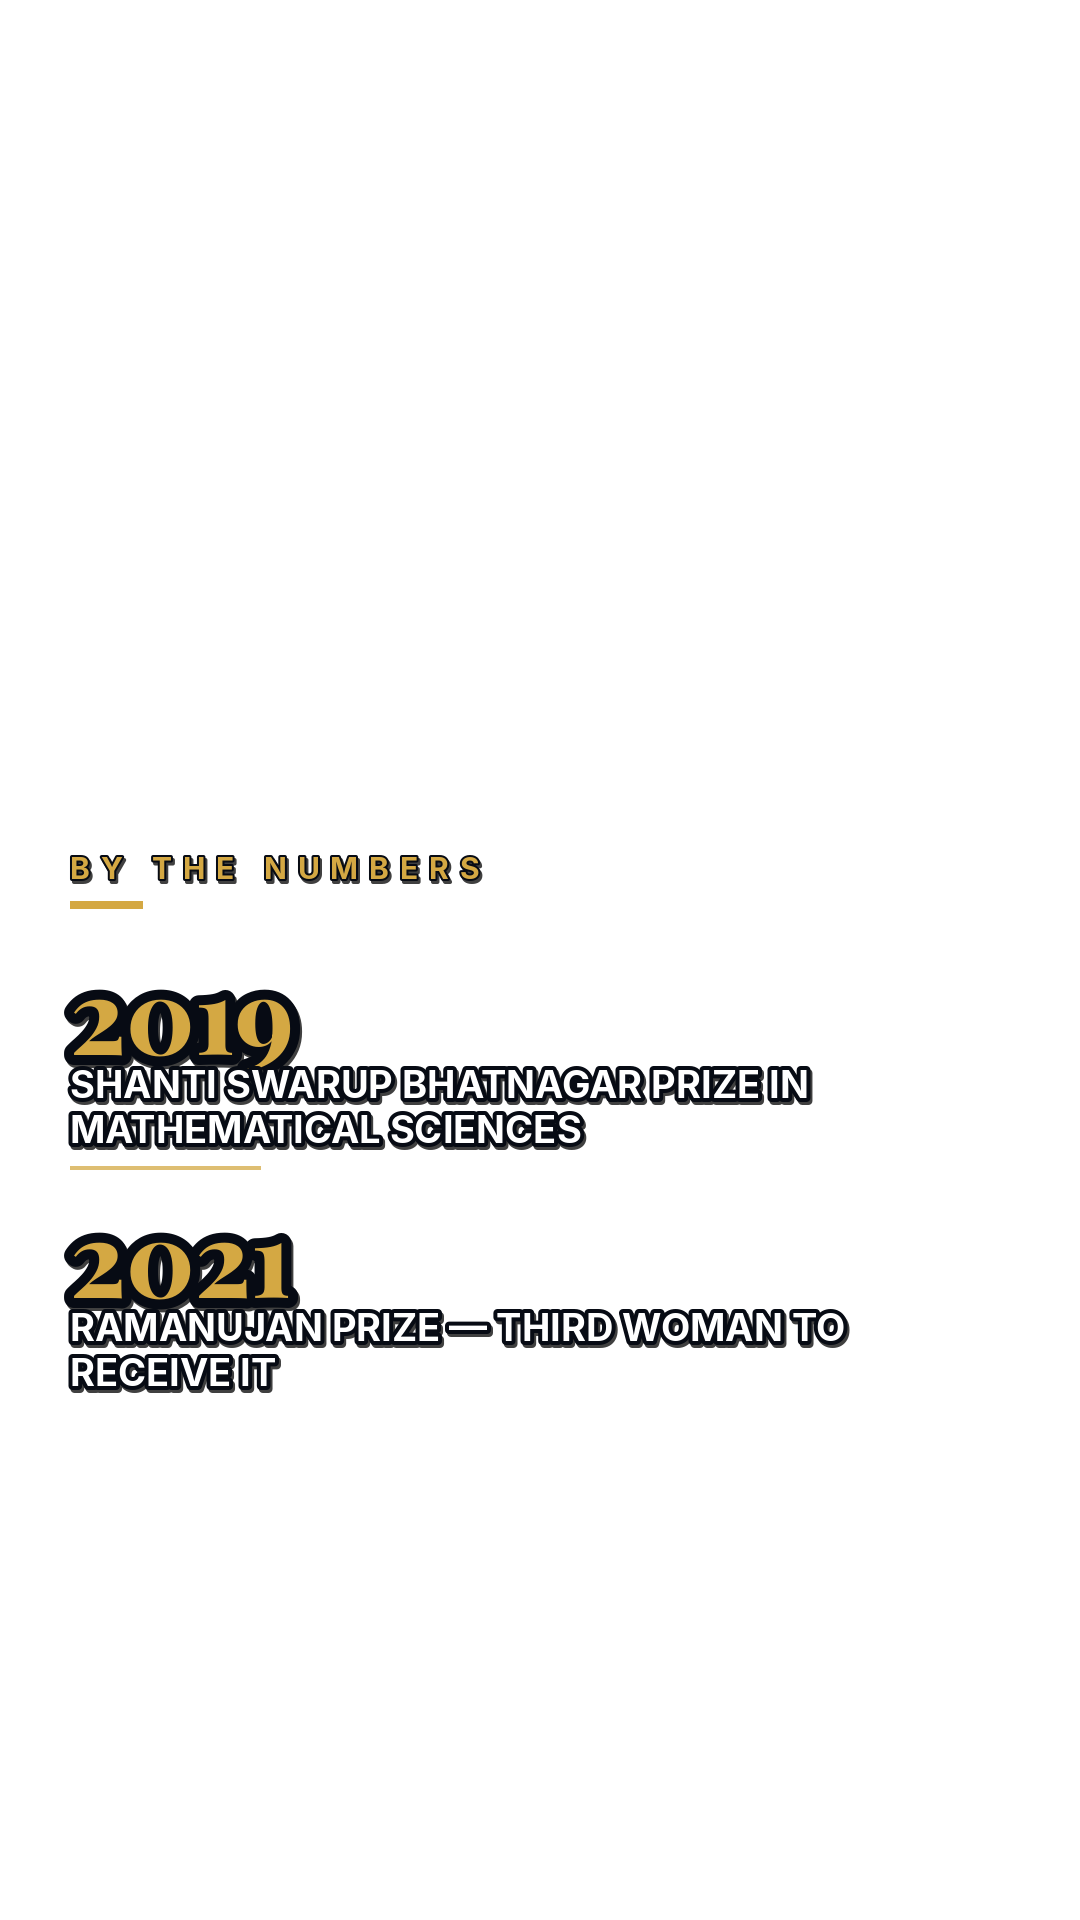 BY THE NUMBERS
2019
SHANTI SWARUP BHATNAGAR PRIZE IN
MATHEMATICAL SCIENCES
2021
RAMANUJAN PRIZE — THIRD WOMAN TO
RECEIVE IT